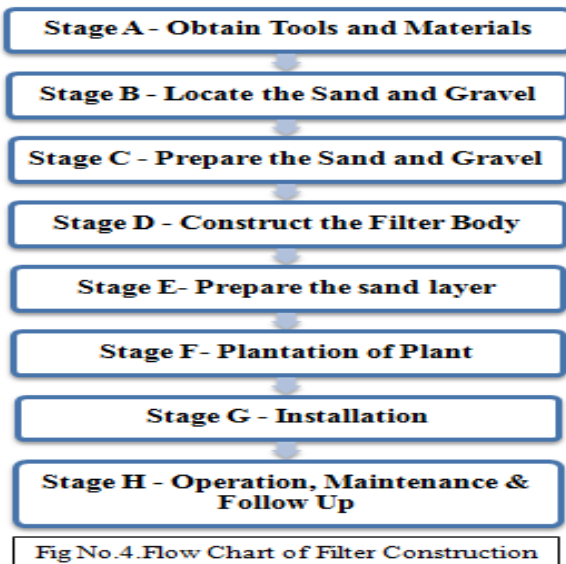 Stage A - Obtain Tools and Materials
Stage B - Locate the Sand and Gravel
Stage C - Prepare the Sand and Gravel
Stage D - Construct the Filter Body
Stage E- Prepare the sand layer
Stage F- Plantation of Plant
Stage G - Installation
Stage H - Operation, Maintenance &
Follow Up
Fig No.4.Flow Chart of Filter Construction